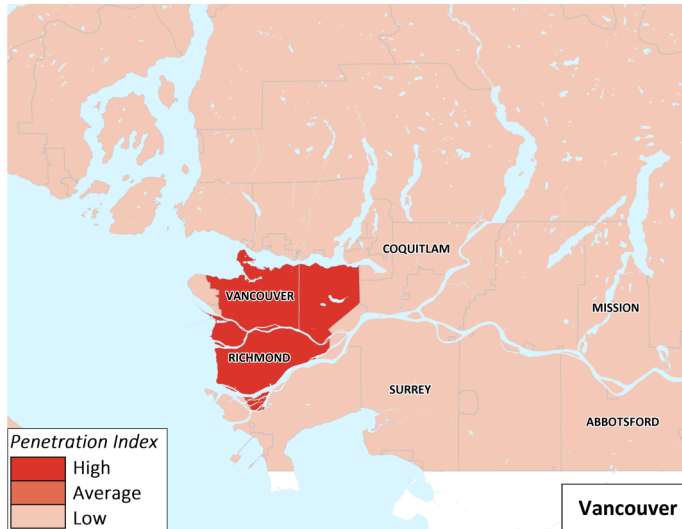 COQUITLAM
VANCOUVER
MISSION
RICHMOND
SURREY
ABBOTSFORD
Penetration Index
High
Average
Low
Vancouver